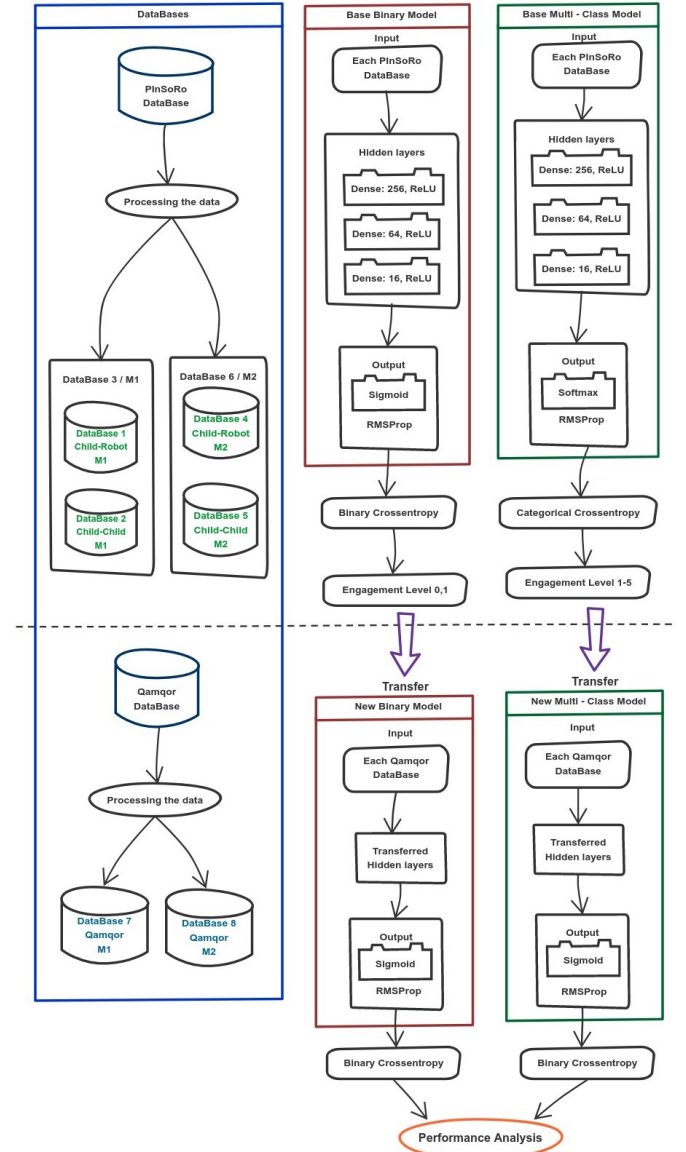 DataBases
PInSoRo
DataBase
Processing the data
DataBase 3 / M1
DataBase 1
Child-Robot
M1
DataBase 2
Child-Child
M1
DataBase 6 / M2
DataBase 4
Child-Robot
M2
DataBase 5
Child-Child
M2
Qamqor
DataBase
Processing the data
DataBase 7
Qamqor
M1
DataBase 8
Qamqor
M2
Base Binary Model
Input
Each PInSoRo
DataBase
Hidden layers
Dense: 256, ReLU
Dense: 64, ReLU
Dense: 16, ReLU
Output
Sigmoid
RMSProp
Binary Crossentropy
Engagement Level 0,1
Transfer
New Binary Model
Input
Each Qamqor
DataBase
Transferred
Hidden layers
Output
Sigmoid
RMSProp
Binary Crossentropy
Base Multi - Class Model
Input
Each PInSoRo
DataBase
Hidden layers
Dense: 256, ReLU
Dense: 64, ReLU
Dense: 16, ReLU
Output
Softmax
RMSProp
Categorical Crossentropy
Engagement Level 1-5
Transfer
New Multi - Class Model
Input
Each Qamqor
DataBase
Transferred
Hidden layers
Output
Sigmoid
RMSProp
Binary Crossentropy
Performance Analysis